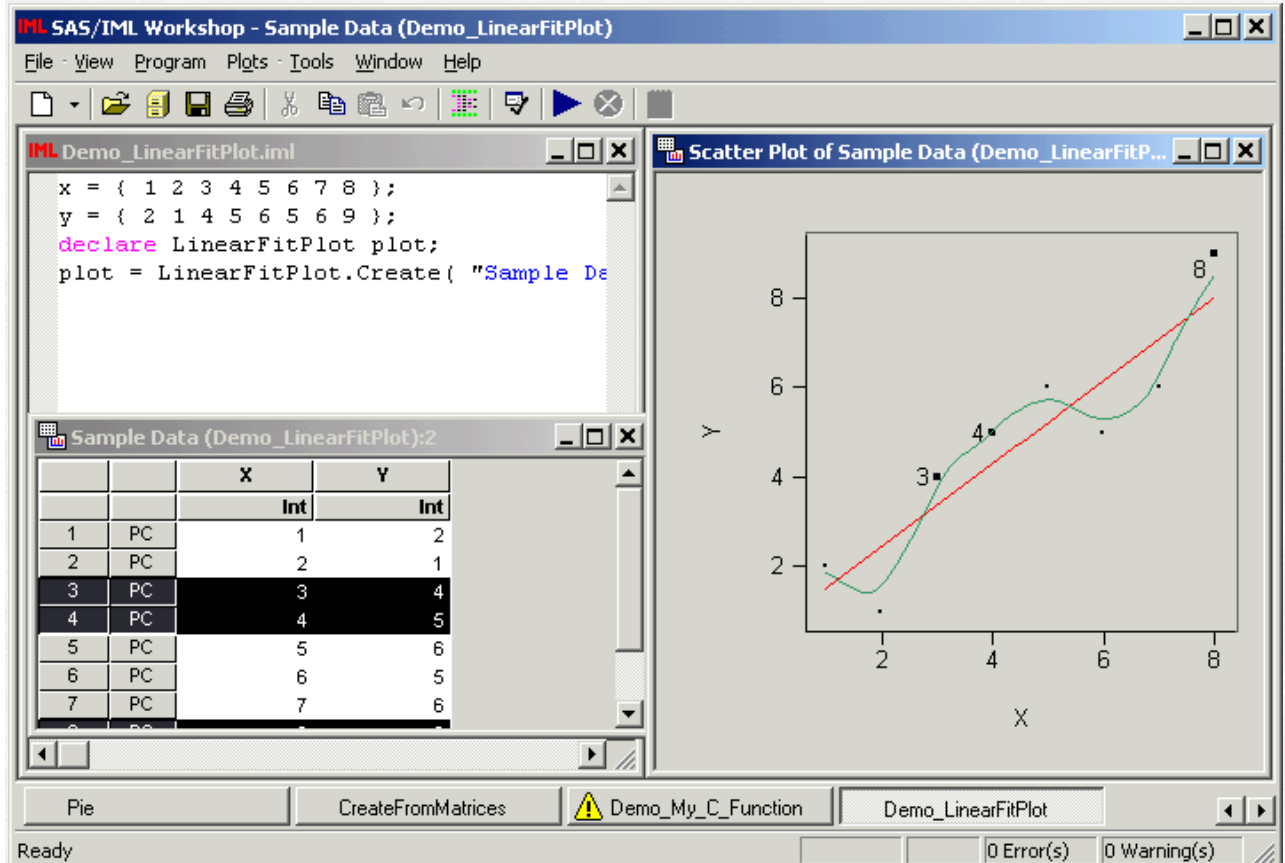 IML SAS/IML Workshop - Sample Data (Demo_LinearFitPlot)
File View Program Plots Tools Window Help
IML Demo_LinearFitPlot.iml
x = { 1 2 3 4 5 6 7 8 };
y = { 2 1 4 5 6 5 6 9 };
declare LinearFitPlot plot;
plot = LinearFitPlot.Create( "Sample Da
Sample Data (Demo_LinearFitPlot):2
X Y
Int Int
1 PC 1 2
2 PC 2 1
3 PC 3 4
4 PC 4 5
5 PC 5 6
6 PC 6 5
7 PC 7 6
Scatter Plot of Sample Data (Demo_LinearFitP...
8
8
6
Y
4
4
3
2
2 4 6 8
X
Pie CreateFromMatrices Demo_My_C_Function Demo_LinearFitPlot
Ready 0 Error(s) 0 Warning(s)